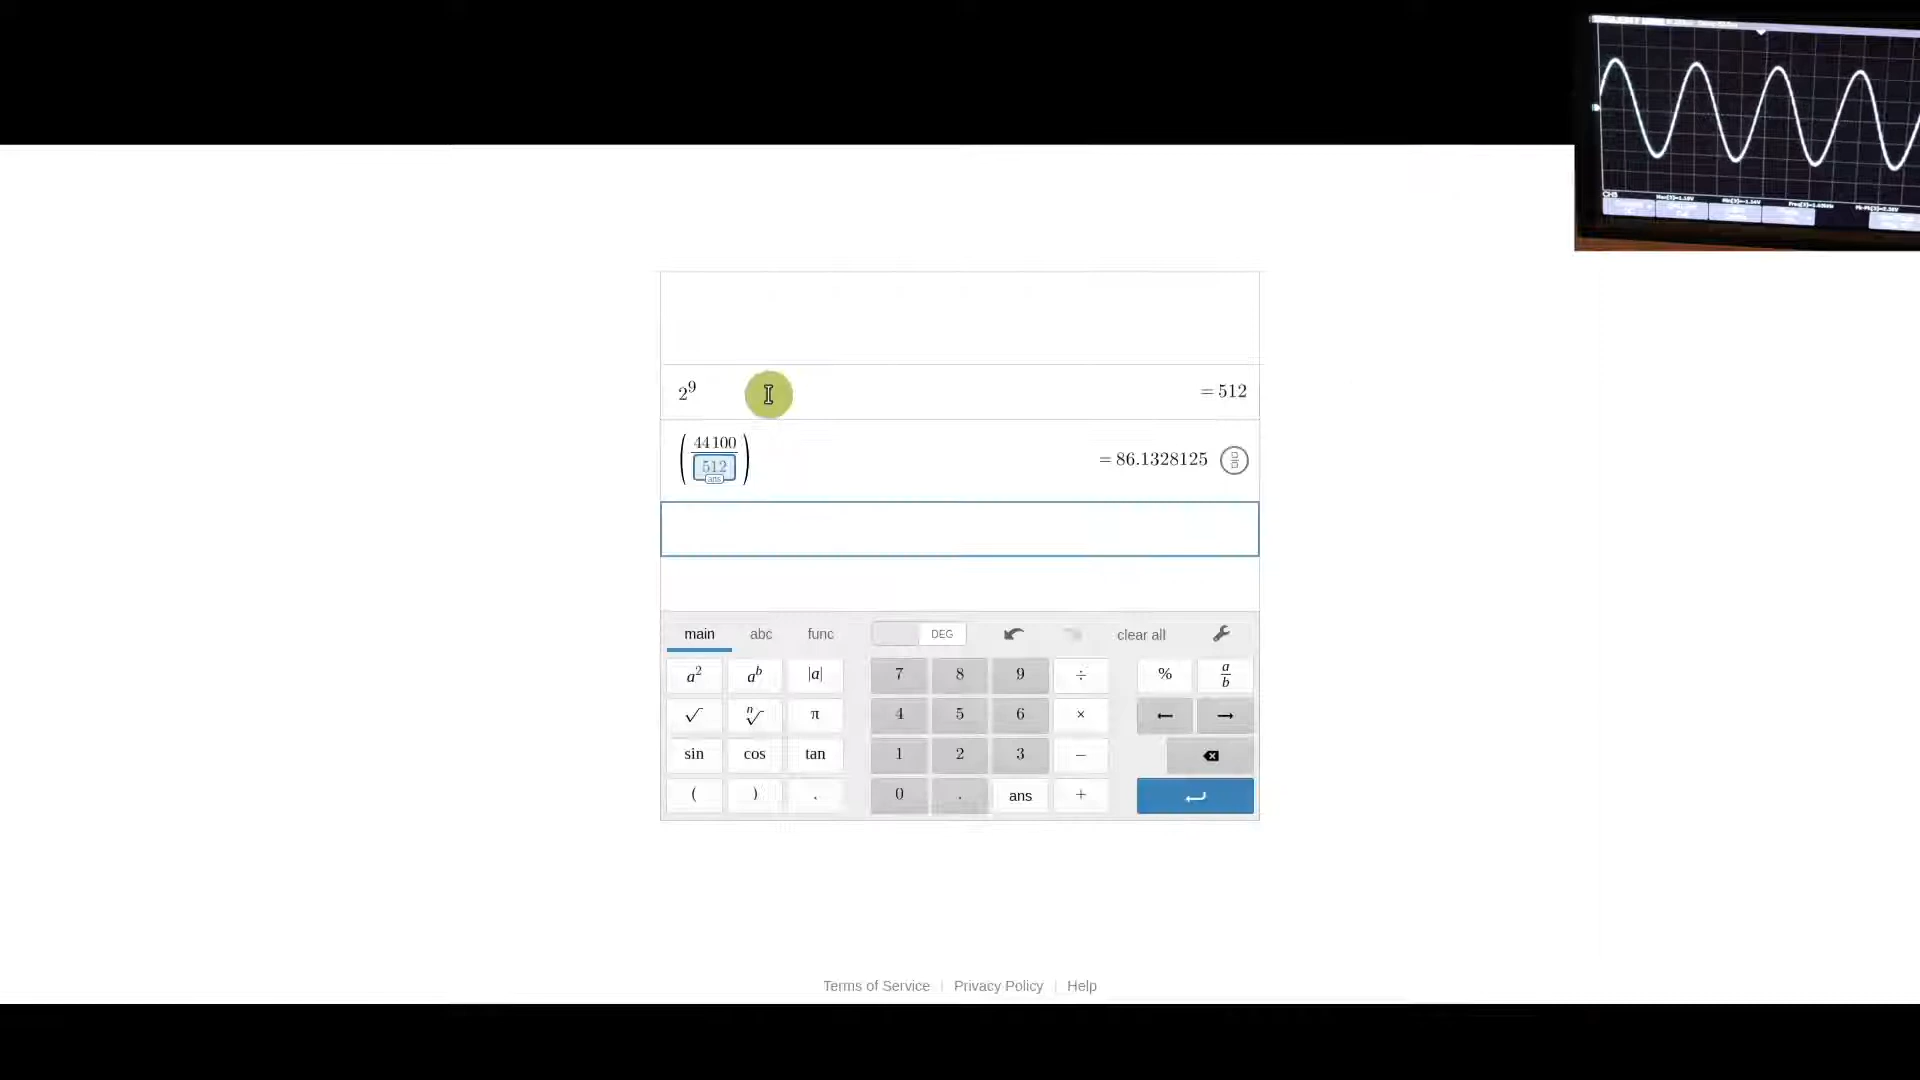 2⁹ = 512
(44100/512) = 86.1328125
ans
main abc func DEG clear all
a² aᵇ |a| 7 8 9 ÷ % a/b
√ ⁿ√ π 4 5 6 × ← →
sin cos tan 1 2 3 −
( ) . 0 . ans +
Terms of Service | Privacy Policy | Help